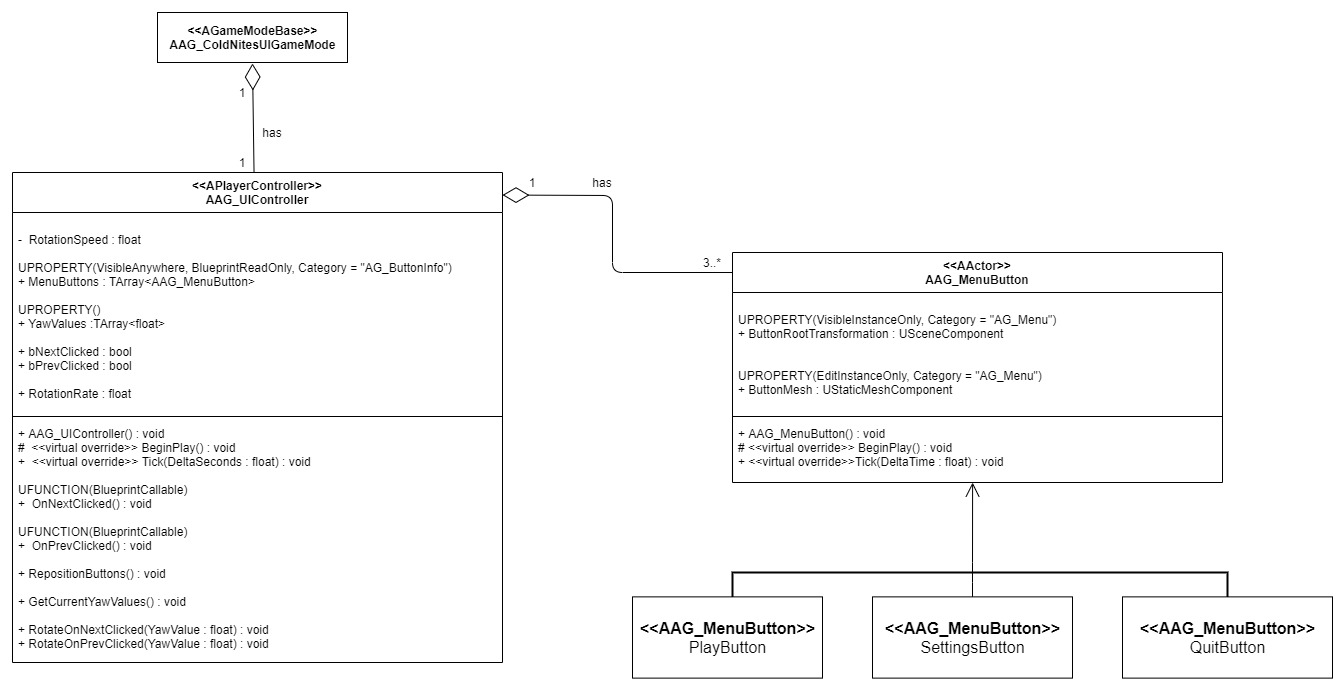 <<AGameModeBase>>
AAG_ColdNitesUIGameMode
1
has
1
<<APlayerController>>
AAG_UIController
- RotationSpeed : float
UPROPERTY(VisibleAnywhere, BlueprintReadOnly, Category = "AG_ButtonInfo")
+ MenuButtons : TArray<AAG_MenuButton>
UPROPERTY()
+ YawValues :TArray<float>
+ bNextClicked : bool
+ bPrevClicked : bool
+ RotationRate : float
+ AAG_UIController() : void
# <<virtual override>> BeginPlay() : void
+ <<virtual override>> Tick(DeltaSeconds : float) : void
UFUNCTION(BlueprintCallable)
+ OnNextClicked() : void
UFUNCTION(BlueprintCallable)
+ OnPrevClicked() : void
+ RepositionButtons() : void
+ GetCurrentYawValues() : void
+ RotateOnNextClicked(YawValue : float) : void
+ RotateOnPrevClicked(YawValue : float) : void
1
has
3..*
<<AActor>>
AAG_MenuButton
UPROPERTY(VisibleInstanceOnly, Category = "AG_Menu")
+ ButtonRootTransformation : USceneComponent
UPROPERTY(EditInstanceOnly, Category = "AG_Menu")
+ ButtonMesh : UStaticMeshComponent
+ AAG_MenuButton() : void
# <<virtual override>> BeginPlay() : void
+ <<virtual override>>Tick(DeltaTime : float) : void
<<AAG_MenuButton>>
PlayButton
<<AAG_MenuButton>>
SettingsButton
<<AAG_MenuButton>>
QuitButton